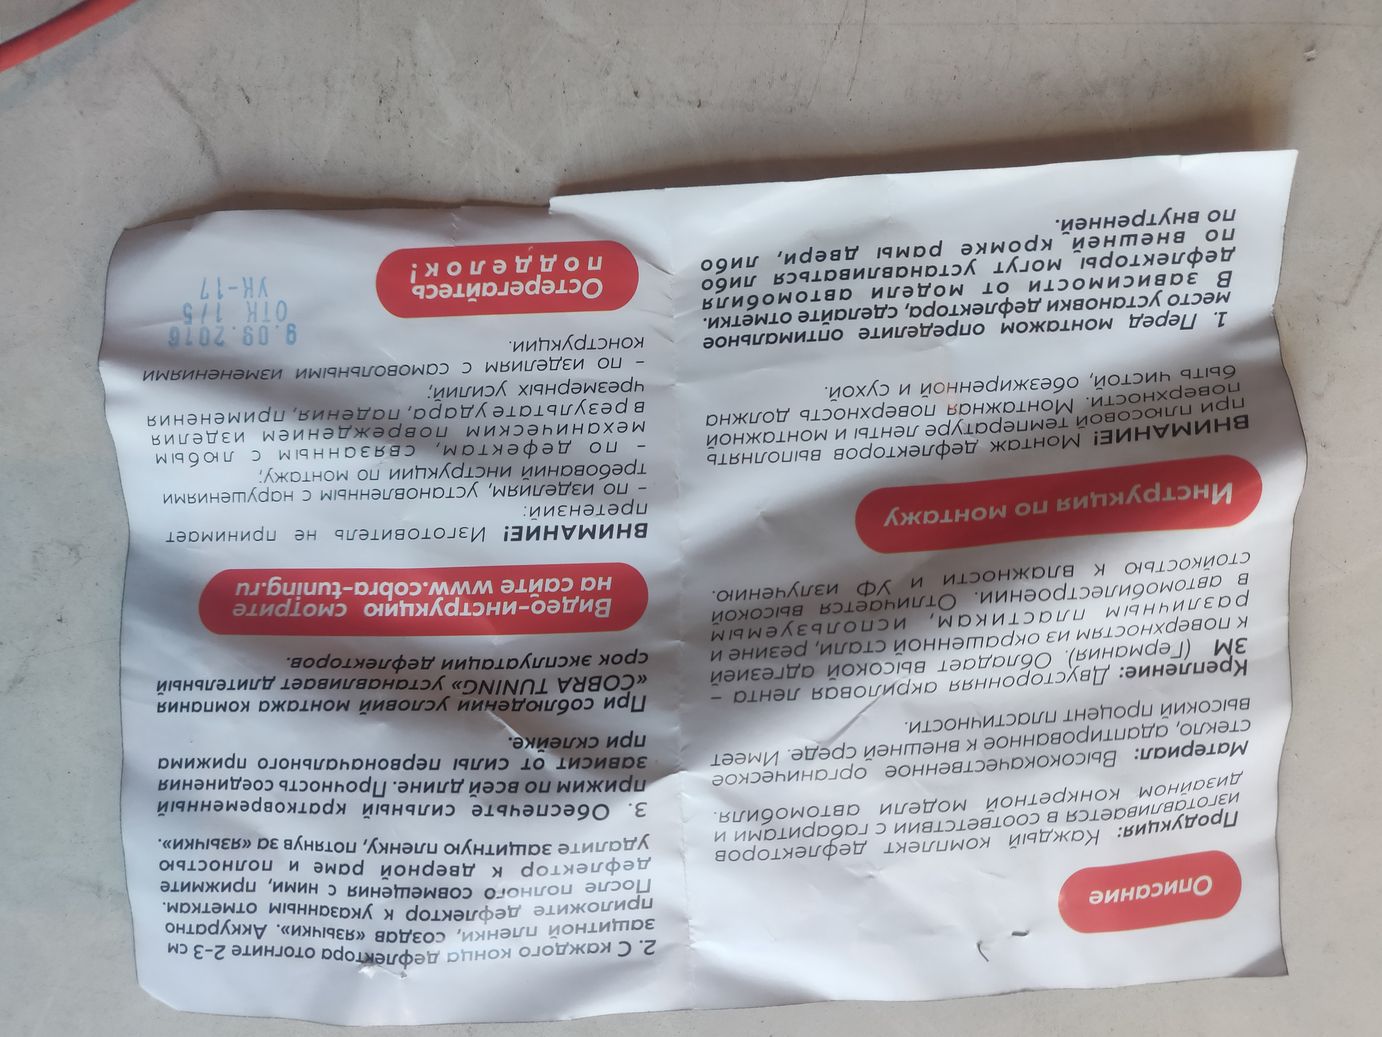 Описание
Продукция: Каждый комплект дефлекторов
изготавливается в соответствии с габаритами и
дизайном конкретной модели автомобиля.
Материал: Высококачественное органическое
стекло, адаптированное к внешней среде. Имеет
высокий процент пластичности.
Крепление: Двусторонняя акриловая лента –
3М (Германия). Обладает высокой адгезией
к поверхностям из окрашенной стали, резине и
различным пластикам, используемым
в автомобилестроении. Отличается высокой
стойкостью к влажности и УФ излучению.
Инструкция по монтажу
ВНИМАНИЕ! Монтаж дефлекторов выполнять
при плюсовой температуре ленты и монтажной
поверхности. Монтажная поверхность должна
быть чистой, обезжиренной и сухой.
1. Перед монтажом определите оптимальное
место установки дефлектора, сделайте отметки.
В зависимости от модели автомобиля
дефлекторы могут устанавливаться либо
по внешней кромке рамы двери, либо
по внутренней.
2. С каждого конца дефлектора отогните 2-3 см
защитной пленки, создав «язычки». Аккуратно
приложите дефлектор к указанным отметкам.
После полного совмещения с ними, прижмите
дефлектор к дверной раме и полностью
удалите защитную пленку, потянув за «язычки».
3. Обеспечьте сильный кратковременный
прижим по всей длине. Прочность соединения
зависит от силы первоначального прижима
при склейке.
При соблюдении условий монтажа компания
«COBRA TUNING» устанавливает длительный
срок эксплуатации дефлекторов.
Видео-инструкцию смотрите
на сайте www.cobra-tuning.ru
ВНИМАНИЕ! Изготовитель не принимает
претензий:
– по изделиям, установленным с нарушениями
требований инструкции по монтажу;
– по дефектам, связанным с любым
механическим повреждением изделия
в результате удара, падения, применения
чрезмерных усилий;
– по изделиям с самовольными изменениями
конструкции.
Остерегайтесь
подделок!
9.09.2016
ОТК 1/5
УК-17